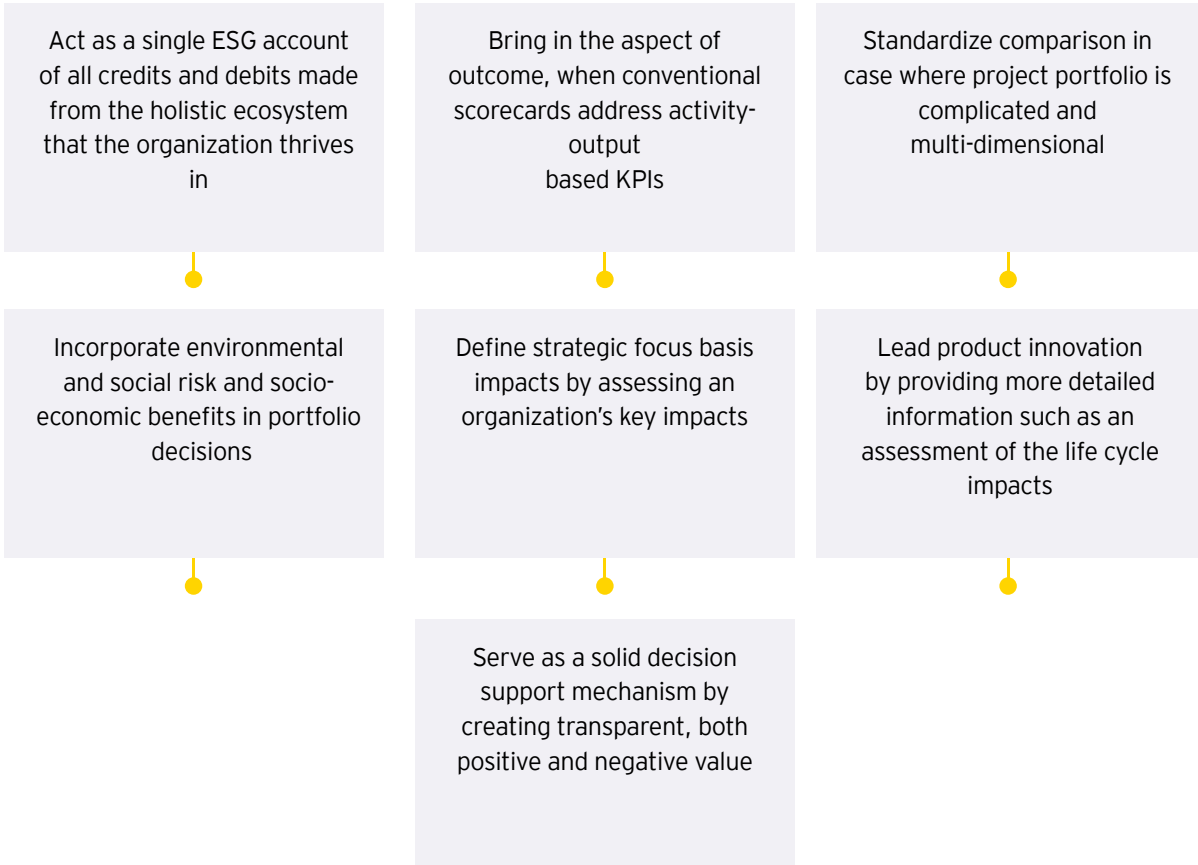 Act as a single ESG account
of all credits and debits made
from the holistic ecosystem
that the organization thrives
in
Bring in the aspect of
outcome, when conventional
scorecards address activity-
output
based KPIs
Standardize comparison in
case where project portfolio is
complicated and
multi-dimensional
Incorporate environmental
and social risk and socio-
economic benefits in portfolio
decisions
Define strategic focus basis
impacts by assessing an
organization's key impacts
Lead product innovation
by providing more detailed
information such as an
assessment of the life cycle
impacts
Serve as a solid decision
support mechanism by
creating transparent, both
positive and negative value